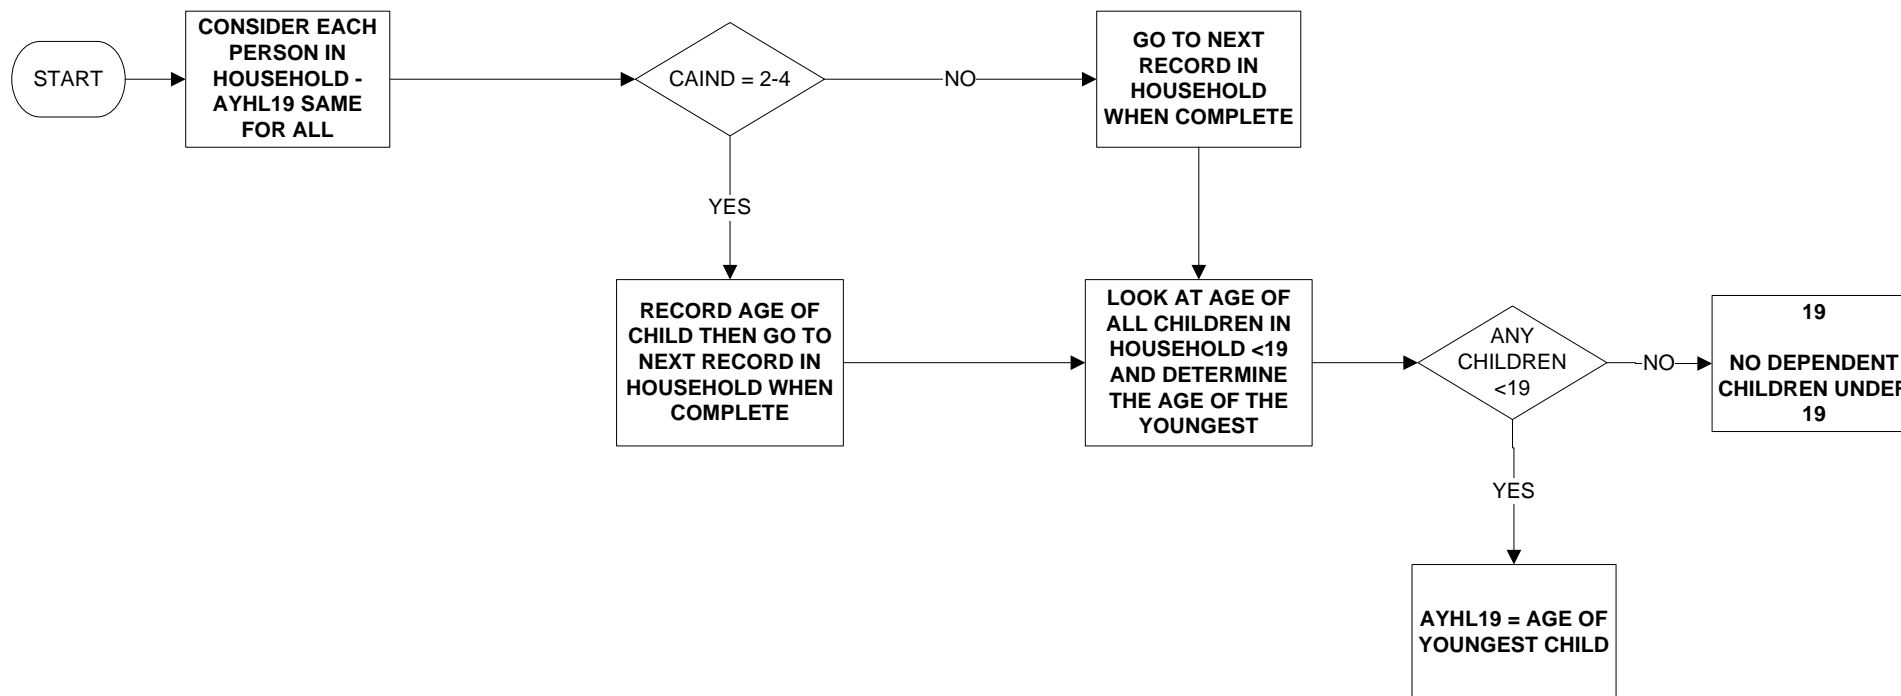 START
CONSIDER EACH
PERSON IN
HOUSEHOLD -
AYHL19 SAME
FOR ALL
CAIND = 2-4
NO
GO TO NEXT
RECORD IN
HOUSEHOLD
WHEN COMPLETE
YES
RECORD AGE OF
CHILD THEN GO TO
NEXT RECORD IN
HOUSEHOLD WHEN
COMPLETE
LOOK AT AGE OF
ALL CHILDREN IN
HOUSEHOLD <19
AND DETERMINE
THE AGE OF THE
YOUNGEST
ANY
CHILDREN
<19
NO
19
NO DEPENDENT
CHILDREN UNDER
19
YES
AYHL19 = AGE OF
YOUNGEST CHILD